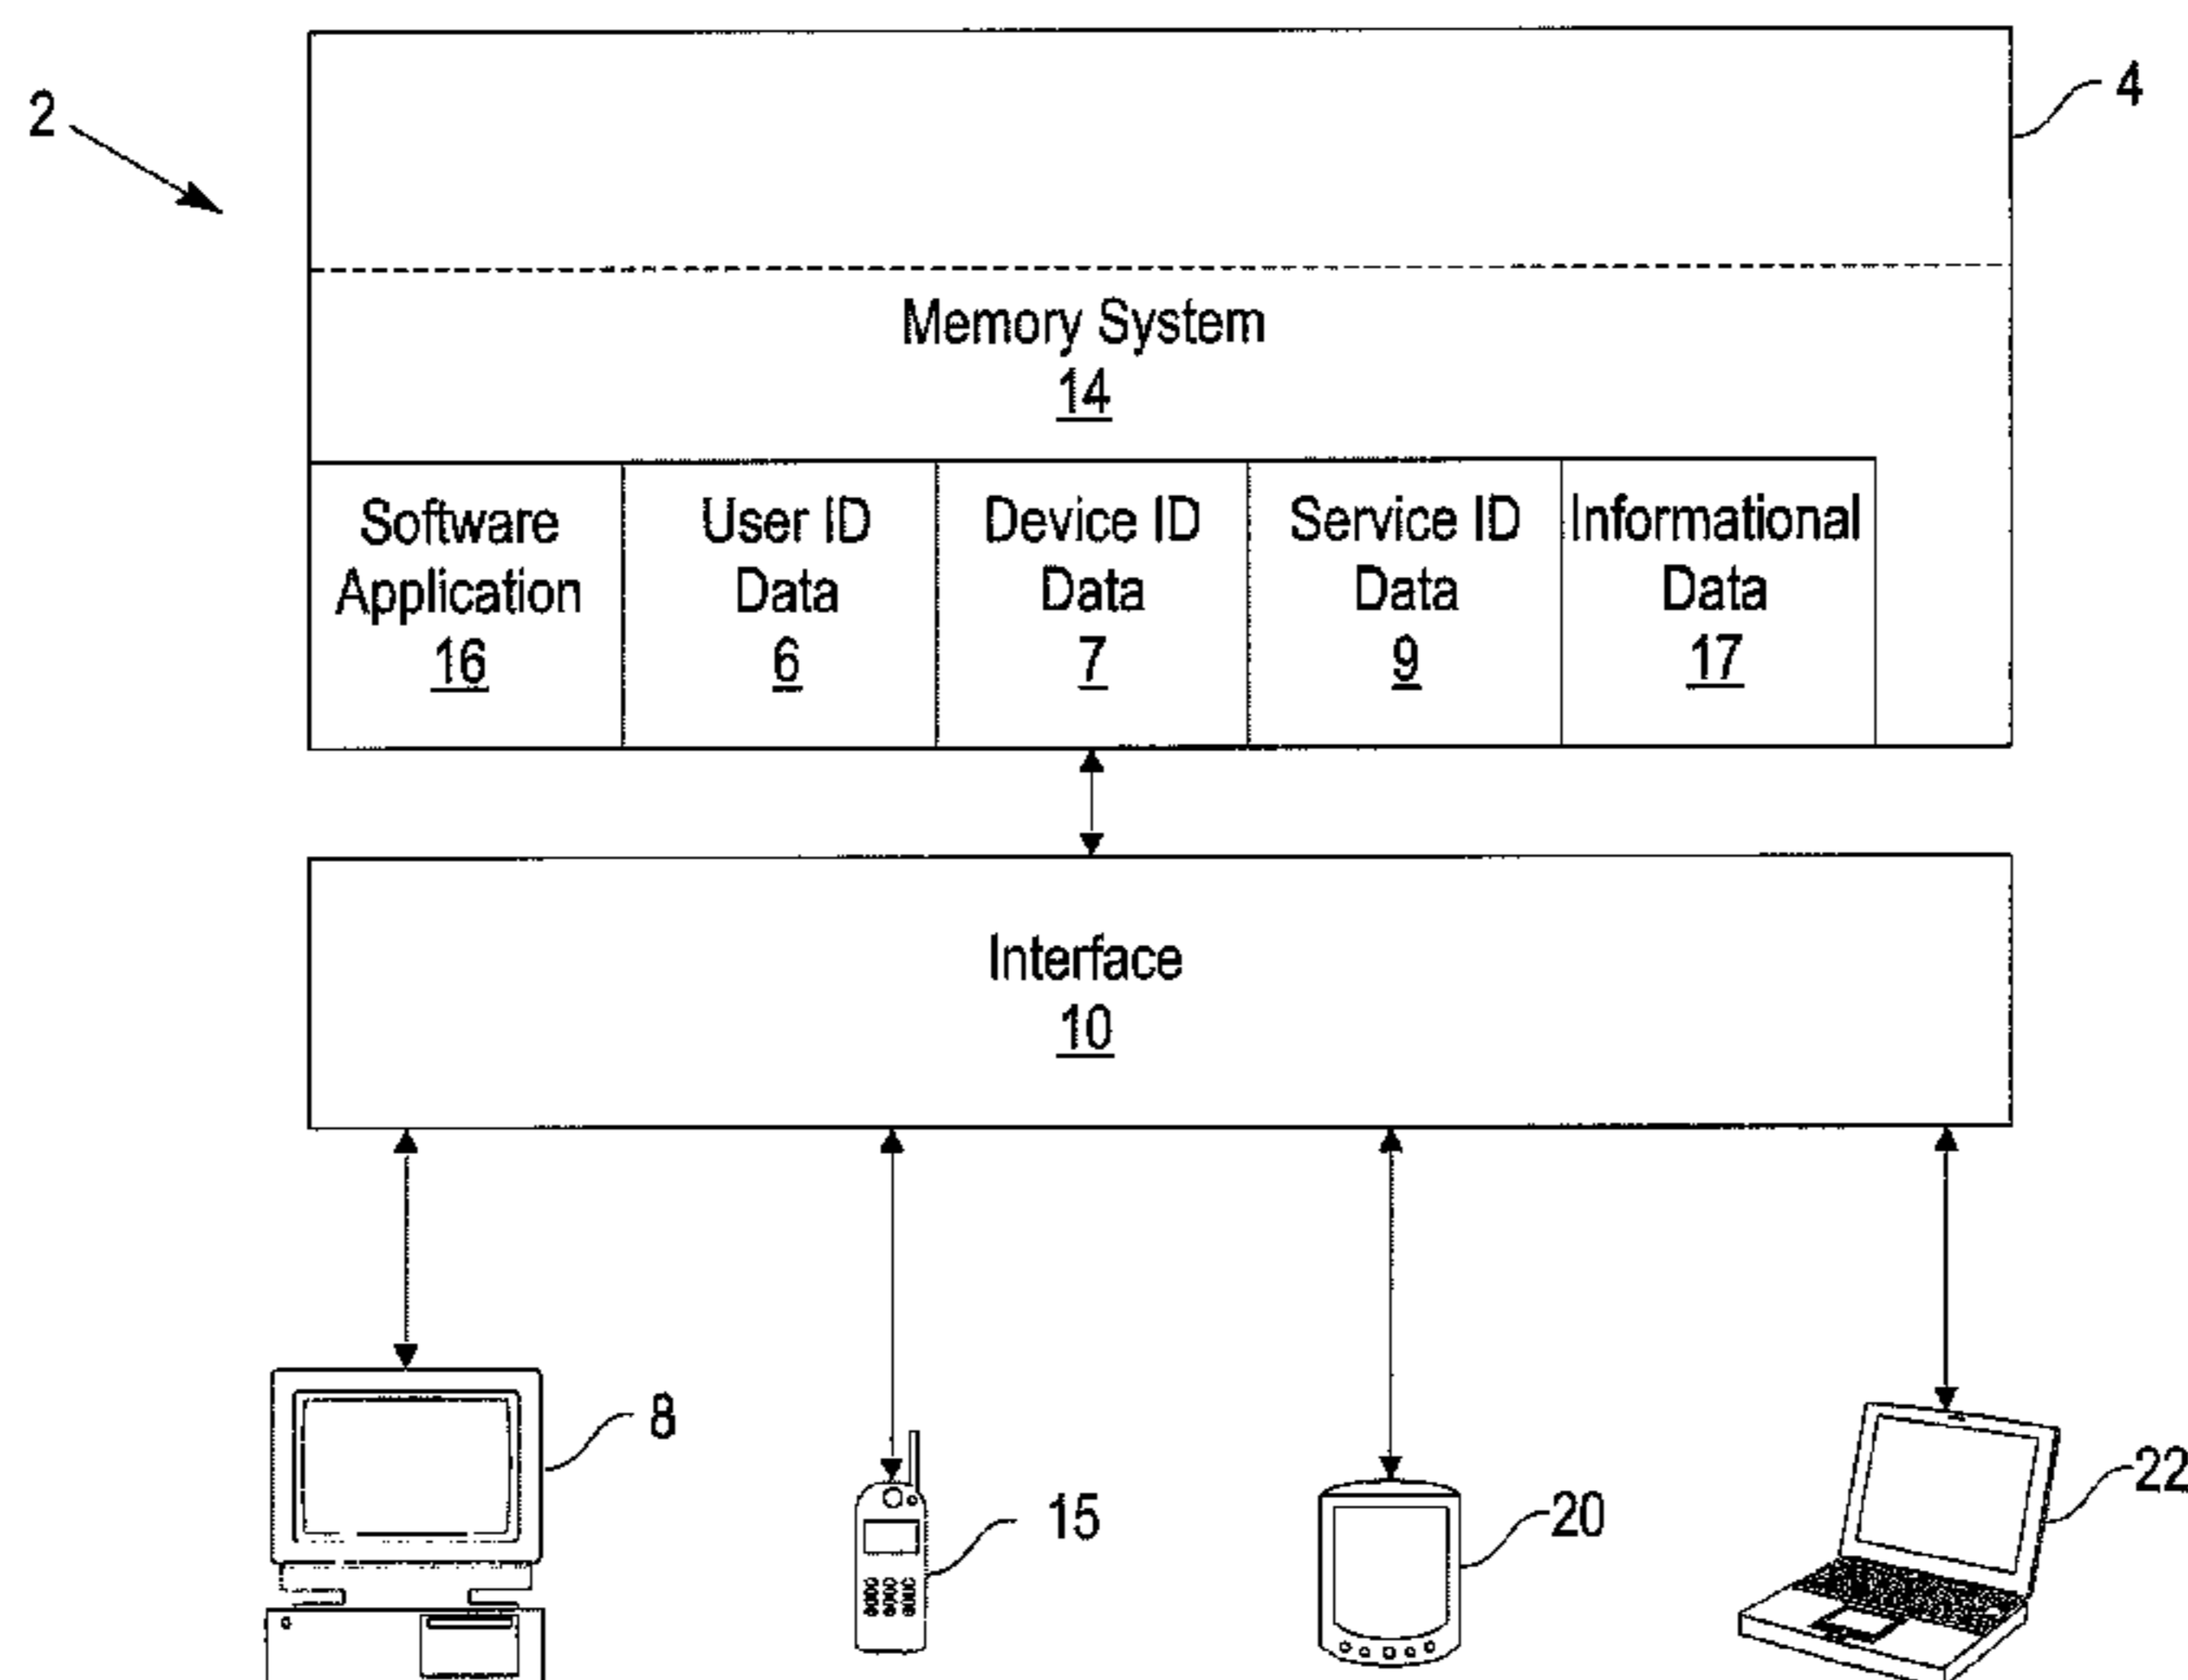 2
4
Memory System
14
Software Application
16
User ID Data
6
Device ID Data
7
Service ID Data
9
Informational Data
17
Interface
10
8
15
20
22